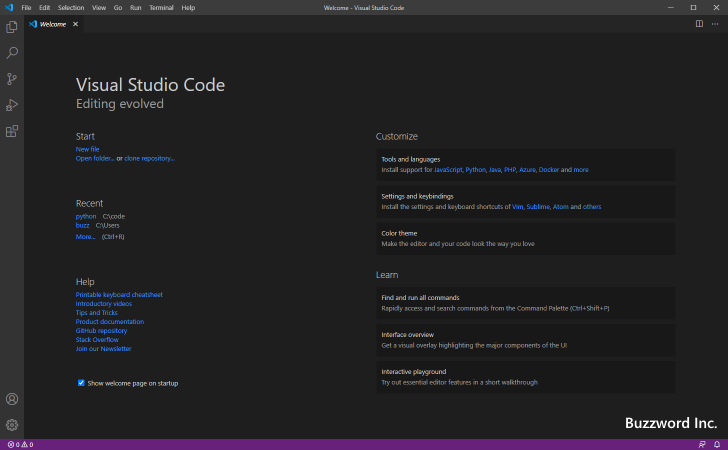 File Edit Selection View Go Run Terminal Help
Welcome - Visual Studio Code
Welcome
Visual Studio Code
Editing evolved
Start
New file
Open folder... or clone repository...
Recent
python C:\code
buzz C:\Users
More... (Ctrl+R)
Help
Printable keyboard cheatsheet
Introductory videos
Tips and Tricks
Product documentation
GitHub repository
Stack Overflow
Join our Newsletter
Show welcome page on startup
Customize
Tools and languages
Install support for JavaScript, Python, Java, PHP, Azure, Docker and more
Settings and keybindings
Install the settings and keyboard shortcuts of Vim, Sublime, Atom and others
Color theme
Make the editor and your code look the way you love
Learn
Find and run all commands
Rapidly access and search commands from the Command Palette (Ctrl+Shift+P)
Interface overview
Get a visual overlay highlighting the major components of the UI
Interactive playground
Try out essential editor features in a short walkthrough
Buzzword Inc.
0 0